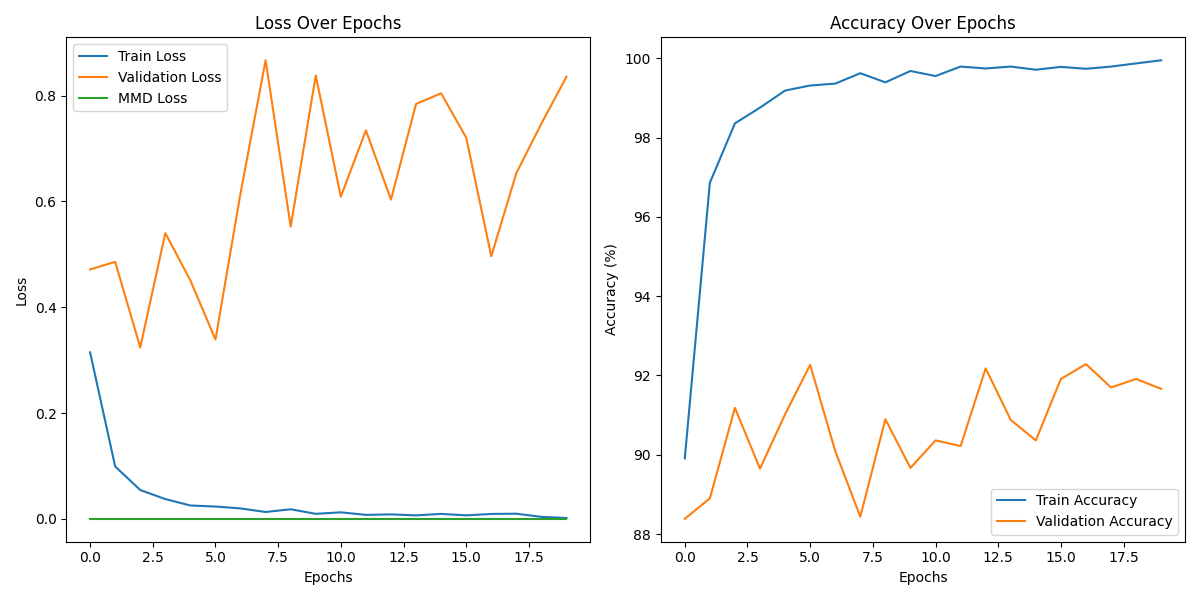 Loss Over Epochs
Train Loss
Validation Loss
MMD Loss
Loss
0.8
0.6
0.4
0.2
0.0
0.0 2.5 5.0 7.5 10.0 12.5 15.0 17.5
Epochs
Accuracy Over Epochs
Accuracy (%)
100
98
96
94
92
90
88
Train Accuracy
Validation Accuracy
0.0 2.5 5.0 7.5 10.0 12.5 15.0 17.5
Epochs